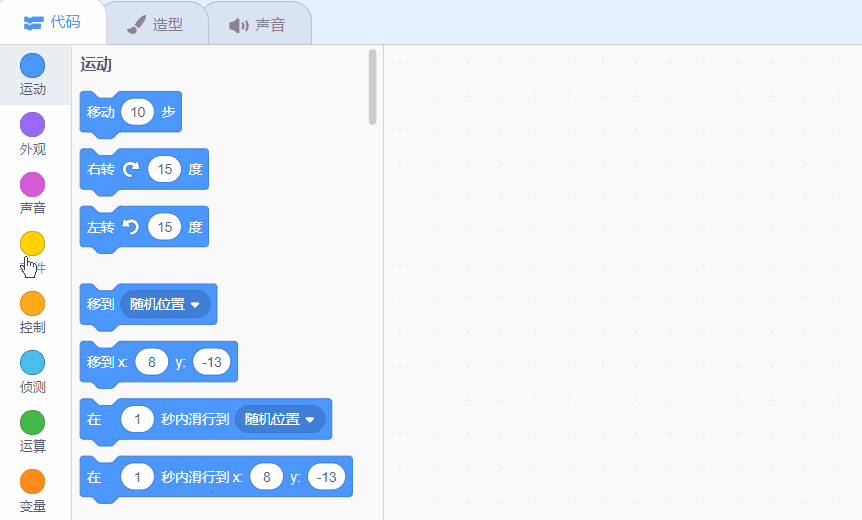 代码
造型
声音
运动
外观
声音
件
控制
侦测
运算
变量
运动
移动 10 步
右转 15 度
左转 15 度
移到 随机位置
移到 x: 8 y: -13
在 1 秒内滑行到 随机位置
在 1 秒内滑行到 x: 8 y: -13